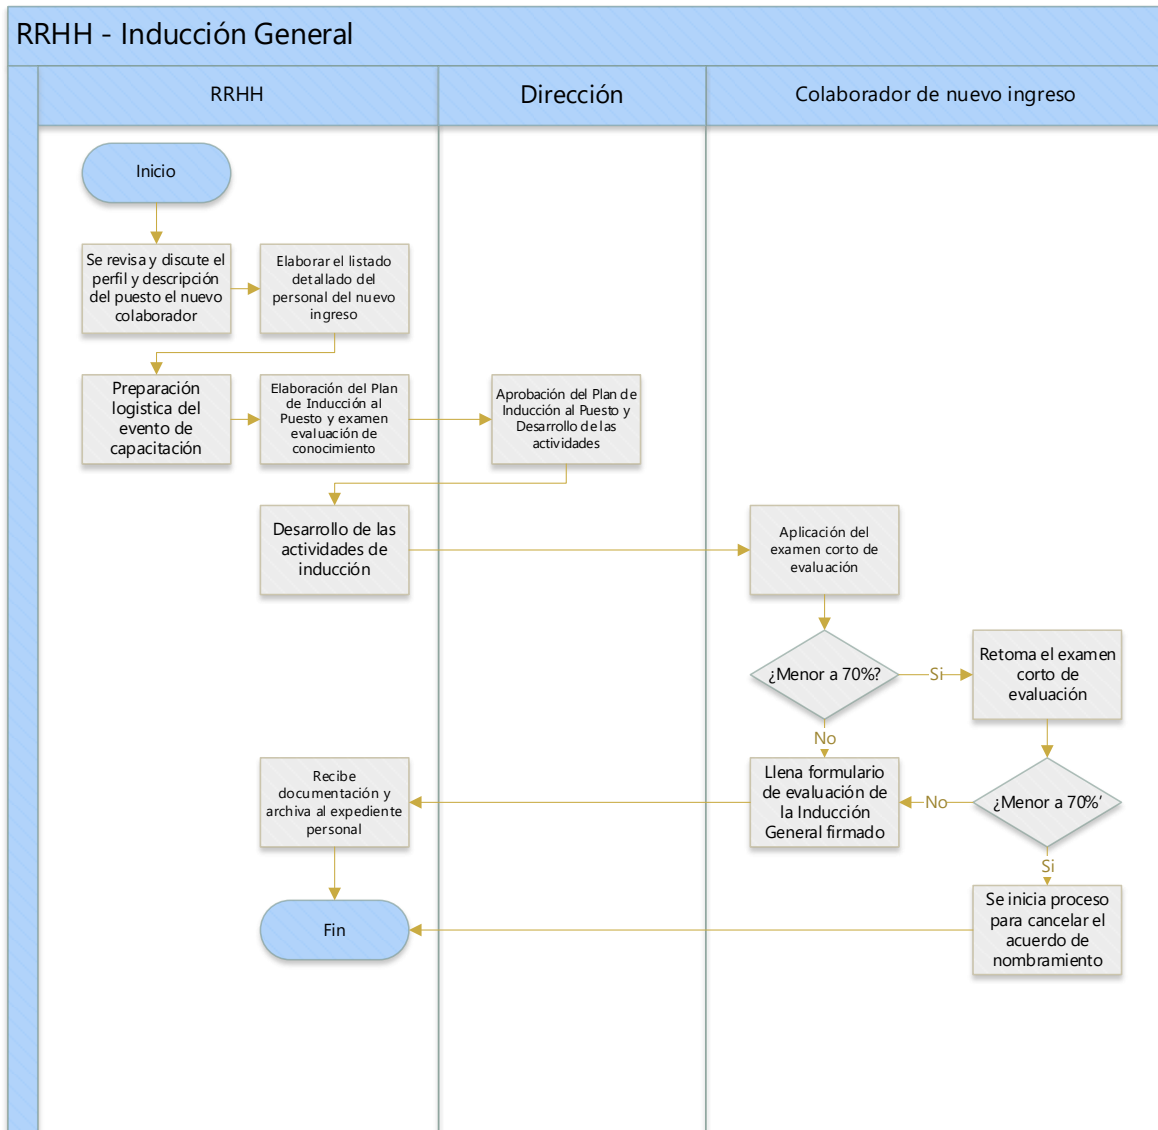 RRHH - Inducción General
RRHH
Dirección
Colaborador de nuevo ingreso
Inicio
Se revisa y discute el
perfil y descripción
del puesto el nuevo
colaborador
Elaborar el listado
detallado del
personal del nuevo
ingreso
Preparación
logistica del
evento de
capacitación
Elaboración del Plan
de Inducción al
Puesto y examen
evaluación de
conocimiento
Aprobación del Plan de
Inducción al Puesto y
Desarrollo de las
actividades
Desarrollo de las
actividades de
inducción
Aplicación del
examen corto de
evaluación
¿Menor a 70%?
Si
Retoma el examen
corto de
evaluación
No
Recibe
documentación y
archiva al expediente
personal
Llena formulario
de evaluación de
la Inducción
General firmado
No
¿Menor a 70%’
Si
Fin
Se inicia proceso
para cancelar el
acuerdo de
nombramiento